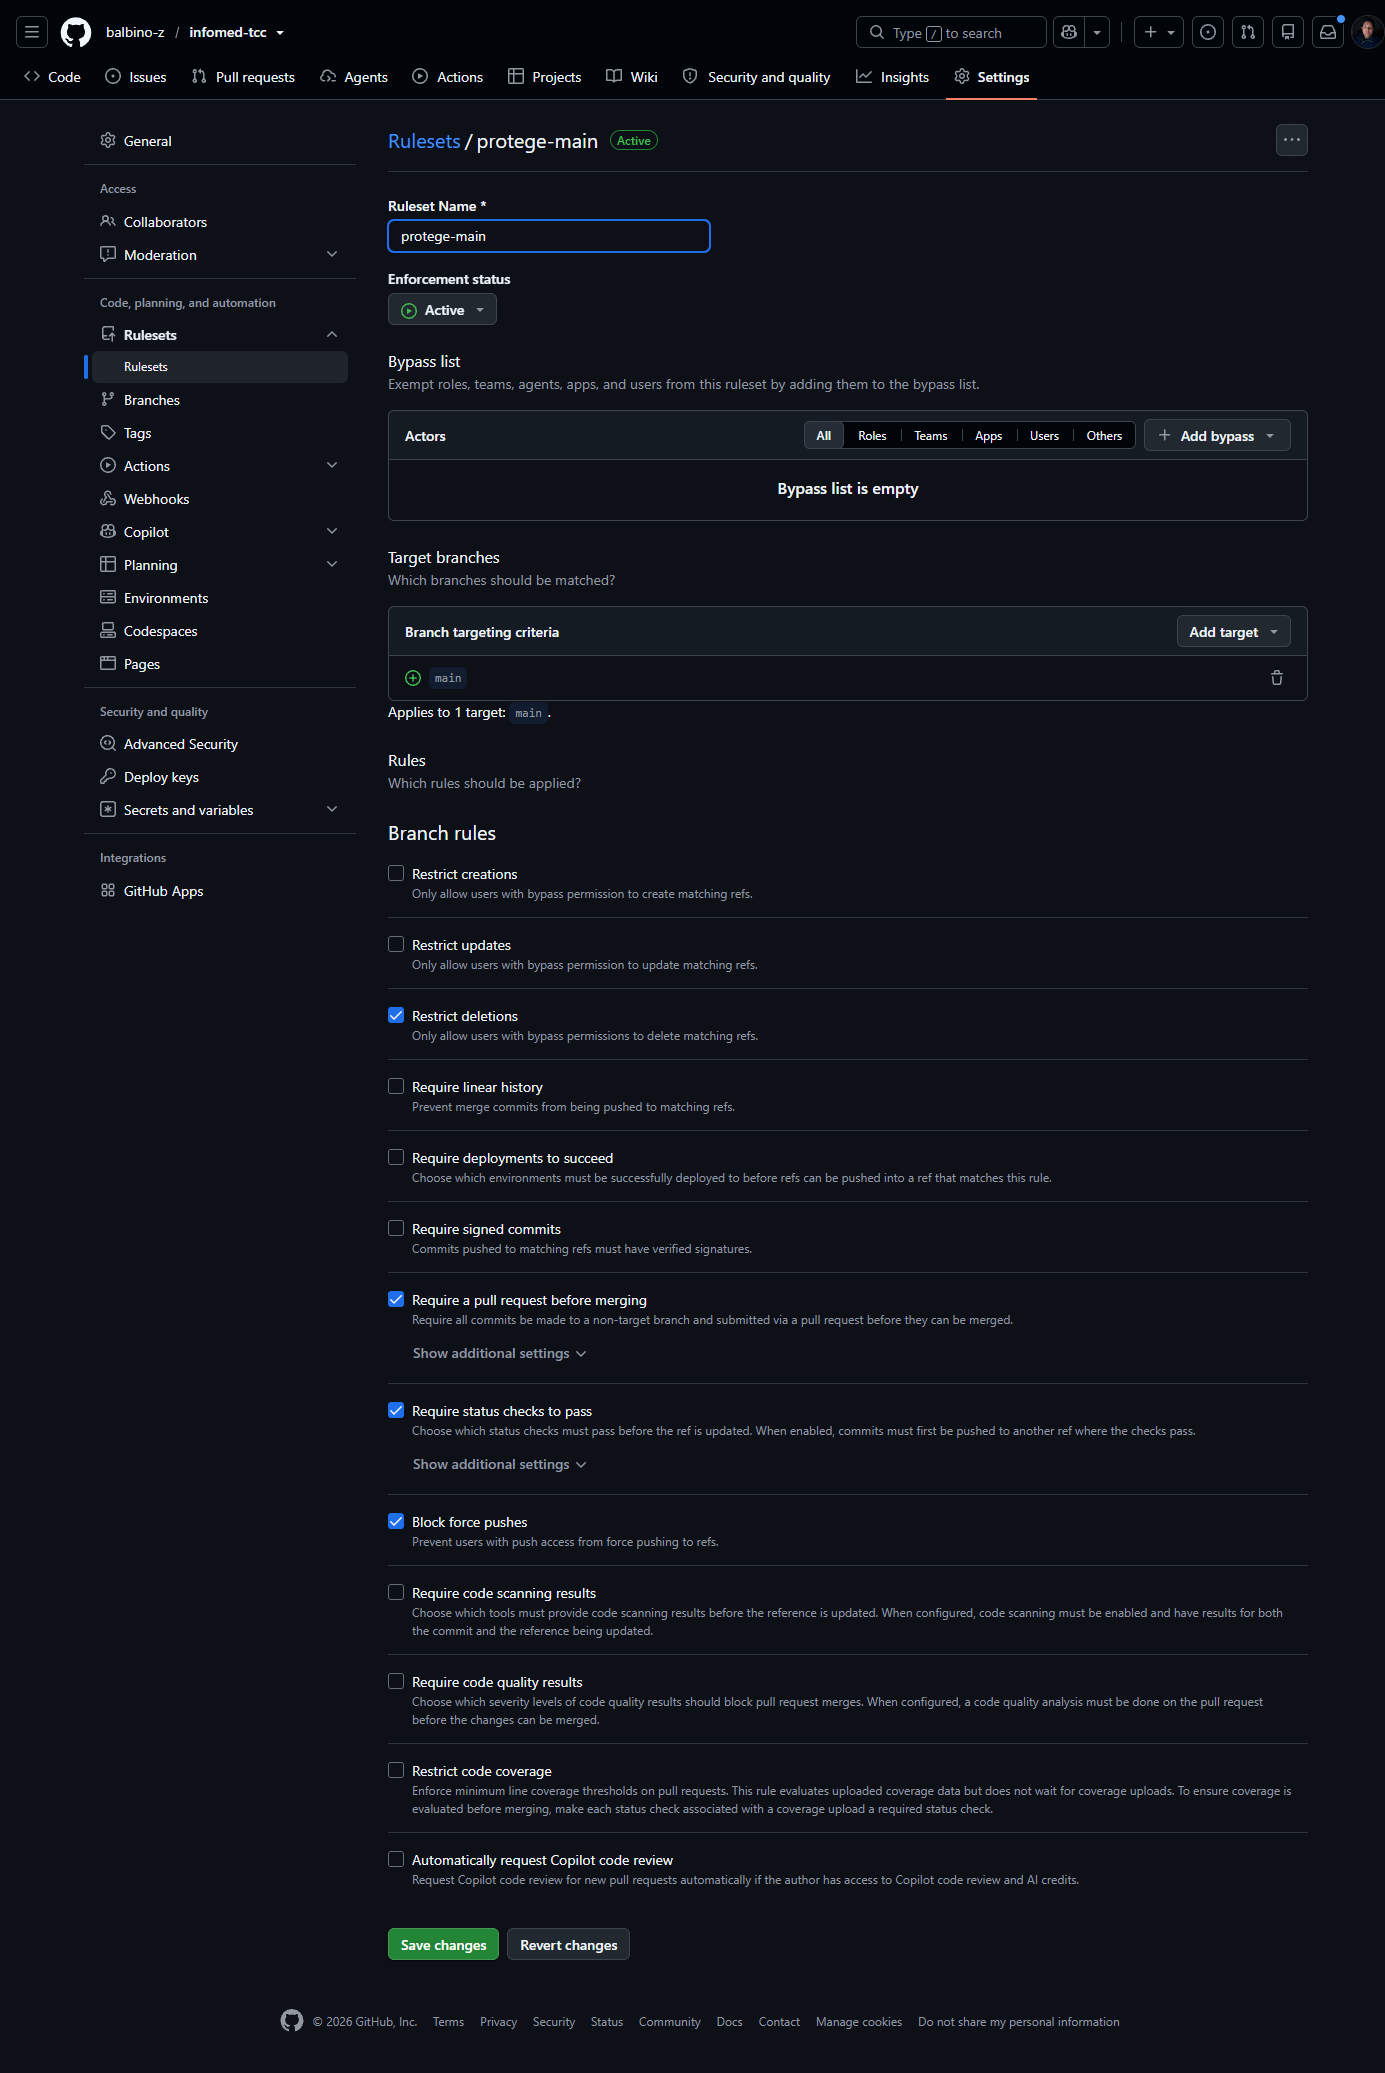 balbino-z / infomed-tcc
Type / to search
Code
Issues
Pull requests
Agents
Actions
Projects
Wiki
Security and quality
Insights
Settings
General
Access
Collaborators
Moderation
Code, planning, and automation
Rulesets
Rulesets
Branches
Tags
Actions
Webhooks
Copilot
Planning
Environments
Codespaces
Pages
Security and quality
Advanced Security
Deploy keys
Secrets and variables
Integrations
GitHub Apps
Rulesets / protege-main Active
Ruleset Name *
protege-main
Enforcement status
Active
Bypass list
Exempt roles, teams, agents, apps, and users from this ruleset by adding them to the bypass list.
Actors
All Roles Teams Apps Users Others
Add bypass
Bypass list is empty
Target branches
Which branches should be matched?
Branch targeting criteria
Add target
main
Applies to 1 target: main.
Rules
Which rules should be applied?
Branch rules
Restrict creations
Only allow users with bypass permission to create matching refs.
Restrict updates
Only allow users with bypass permission to update matching refs.
Restrict deletions
Only allow users with bypass permissions to delete matching refs.
Require linear history
Prevent merge commits from being pushed to matching refs.
Require deployments to succeed
Choose which environments must be successfully deployed to before refs can be pushed into a ref that matches this rule.
Require signed commits
Commits pushed to matching refs must have verified signatures.
Require a pull request before merging
Require all commits be made to a non-target branch and submitted via a pull request before they can be merged.
Show additional settings
Require status checks to pass
Choose which status checks must pass before the ref is updated. When enabled, commits must first be pushed to another ref where the checks pass.
Show additional settings
Block force pushes
Prevent users with push access from force pushing to refs.
Require code scanning results
Choose which tools must provide code scanning results before the reference is updated. When configured, code scanning must be enabled and have results for both
the commit and the reference being updated.
Require code quality results
Choose which severity levels of code quality results should block pull request merges. When configured, a code quality analysis must be done on the pull request
before the changes can be merged.
Restrict code coverage
Enforce minimum line coverage thresholds on pull requests. This rule evaluates uploaded coverage data but does not wait for coverage uploads. To ensure coverage is
evaluated before merging, make each status check associated with a coverage upload a required status check.
Automatically request Copilot code review
Request Copilot code review for new pull requests automatically if the author has access to Copilot code review and AI credits.
Save changes
Revert changes
© 2026 GitHub, Inc. Terms Privacy Security Status Community Docs Contact Manage cookies Do not share my personal information